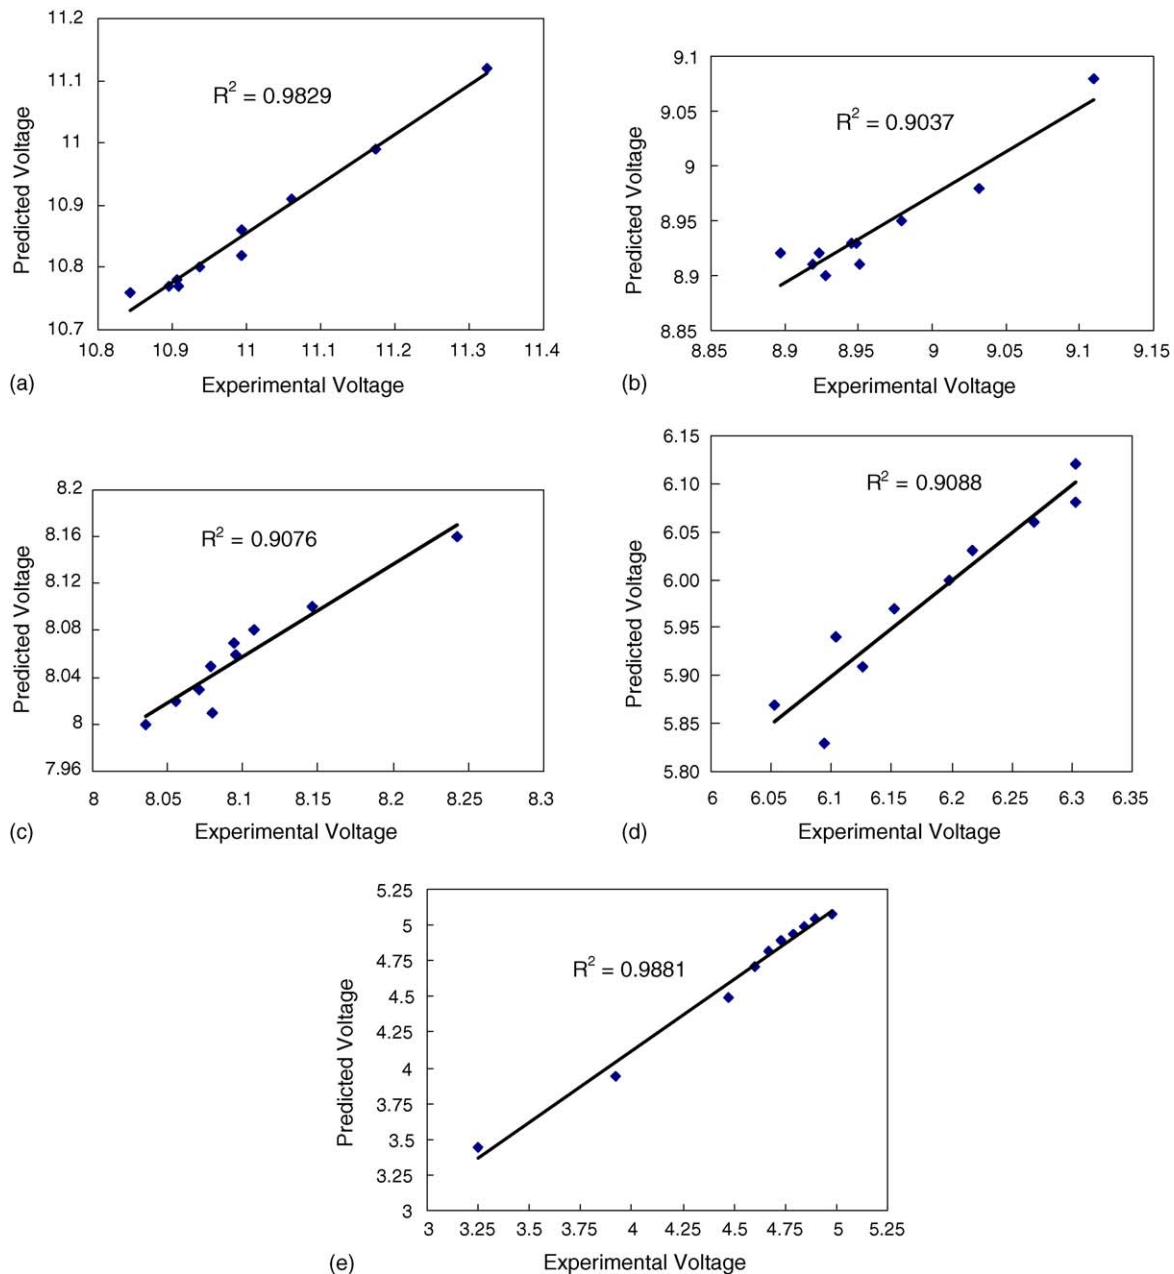 11.2
11.1
11
10.9
10.8
10.7
Predicted Voltage
R² = 0.9829
10.8 10.9 11 11.1 11.2 11.3 11.4
Experimental Voltage
(a)
9.1
9.05
9
8.95
8.9
8.85
Predicted Voltage
R² = 0.9037
8.85 8.9 8.95 9 9.05 9.1 9.15
Experimental Voltage
(b)
8.2
8.16
8.12
8.08
8.04
8
7.96
Predicted Voltage
R² = 0.9076
8 8.05 8.1 8.15 8.2 8.25 8.3
Experimental Voltage
(c)
6.15
6.10
6.05
6.00
5.95
5.90
5.85
5.80
Predicted Voltage
R² = 0.9088
6 6.05 6.1 6.15 6.2 6.25 6.3 6.35
Experimental Voltage
(d)
5.25
5
4.75
4.5
4.25
4
3.75
3.5
3.25
3
Predicted Voltage
R² = 0.9881
3 3.25 3.5 3.75 4 4.25 4.5 4.75 5 5.25
Experimental Voltage
(e)